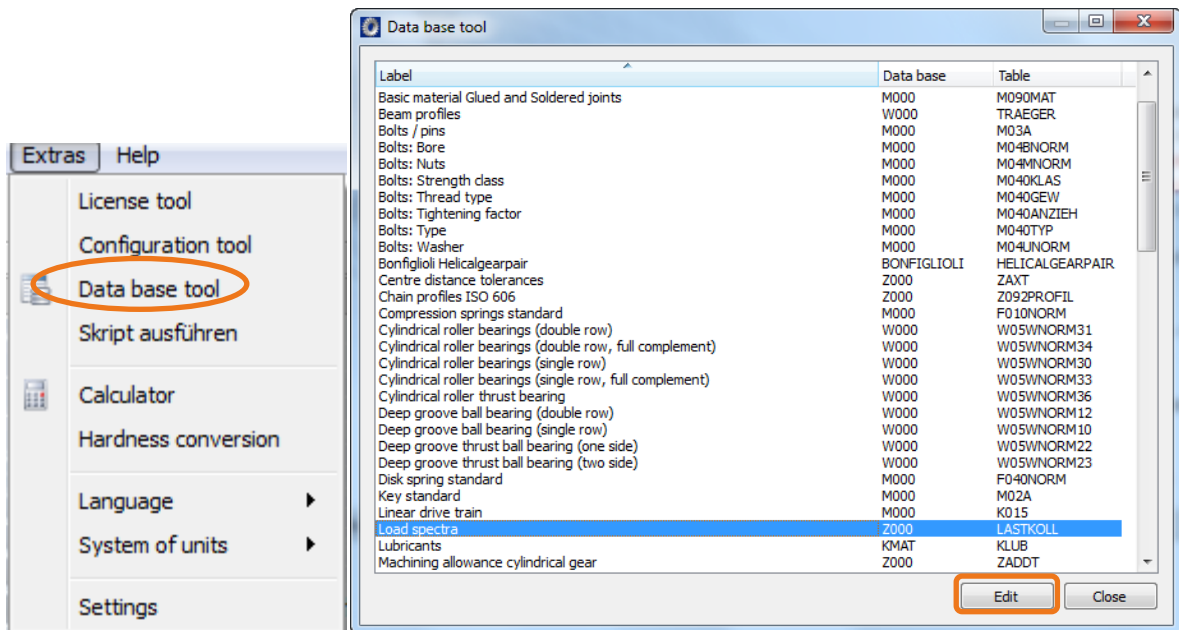 Extras Help
License tool
Configuration tool
Data base tool
Skript ausführen
Calculator
Hardness conversion
Language
System of units
Settings
Data base tool
Label Data base Table
Basic material Glued and Soldered joints M000 M090MAT
Beam profiles W000 TRAEGER
Bolts / pins M000 M03A
Bolts: Bore M000 M04BNORM
Bolts: Nuts M000 M04MNORM
Bolts: Strength class M000 M040KLAS
Bolts: Thread type M000 M040GEW
Bolts: Tightening factor M000 M040ANZIEH
Bolts: Type M000 M040TYP
Bolts: Washer M000 M04UNORM
Bonfiglioli Helicalgearpair BONFIGLIOLI HELICALGEARPAIR
Centre distance tolerances Z000 ZAXT
Chain profiles ISO 606 Z000 Z092PROFIL
Compression springs standard M000 F010NORM
Cylindrical roller bearings (double row) W000 W05WNORM31
Cylindrical roller bearings (double row, full complement) W000 W05WNORM34
Cylindrical roller bearings (single row) W000 W05WNORM30
Cylindrical roller bearings (single row, full complement) W000 W05WNORM33
Cylindrical roller thrust bearing W000 W05WNORM36
Deep groove ball bearing (double row) W000 W05WNORM12
Deep groove ball bearing (single row) W000 W05WNORM10
Deep groove thrust ball bearing (one side) W000 W05WNORM22
Deep groove thrust ball bearing (two side) W000 W05WNORM23
Disk spring standard M000 F040NORM
Key standard M000 M02A
Linear drive train M000 K015
Load spectra Z000 LASTKOLL
Lubricants KMAT KLUB
Machining allowance cylindrical gear Z000 ZADDT
Edit Close